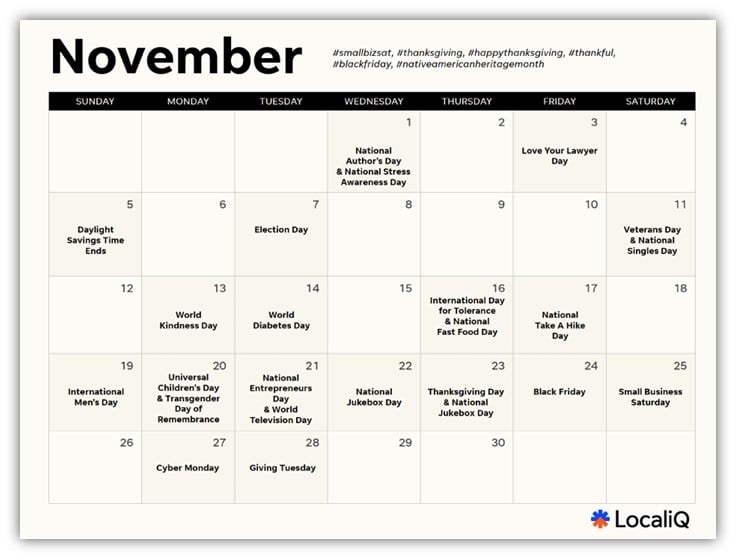 November
#smallbizsat, #thanksgiving, #happythanksgiving, #thankful,
#blackfriday, #nativeamericanheritagemonth
SUNDAY MONDAY TUESDAY WEDNESDAY THURSDAY FRIDAY SATURDAY
1
National
Author's Day
& National Stress
Awareness Day
2
3
Love Your Lawyer
Day
4
5
Daylight
Savings Time
Ends
6
7
Election Day
8
9
10
11
Veterans Day
& National
Singles Day
12
13
World
Kindness Day
14
World
Diabetes Day
15
16
International Day
for Tolerance
& National
Fast Food Day
17
National
Take A Hike
Day
18
19
International
Men's Day
20
Universal
Children's Day
& Transgender
Day of
Remembrance
21
National
Entrepreneurs
Day
& World
Television Day
22
National
Jukebox Day
23
Thanksgiving Day
& National
Jukebox Day
24
Black Friday
25
Small Business
Saturday
26
27
Cyber Monday
28
Giving Tuesday
29
30
LocaliQ